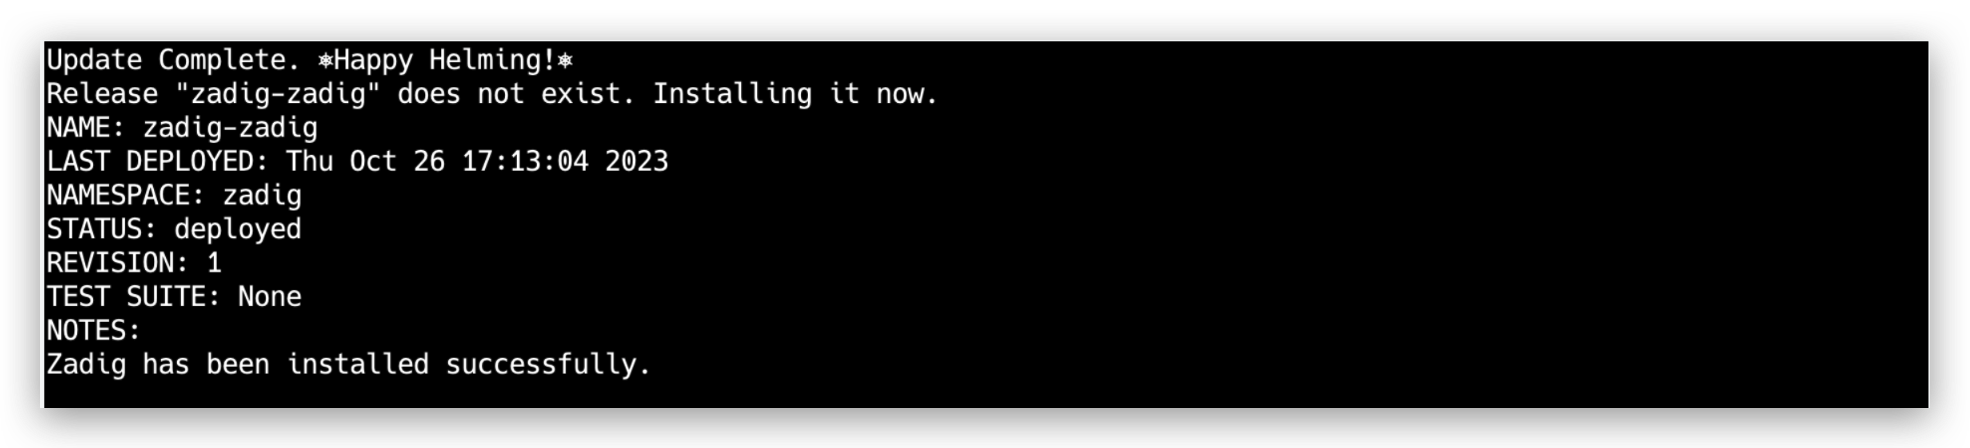 Update Complete. ⎈Happy Helming!⎈
Release "zadig-zadig" does not exist. Installing it now.
NAME: zadig-zadig
LAST DEPLOYED: Thu Oct 26 17:13:04 2023
NAMESPACE: zadig
STATUS: deployed
REVISION: 1
TEST SUITE: None
NOTES:
Zadig has been installed successfully.